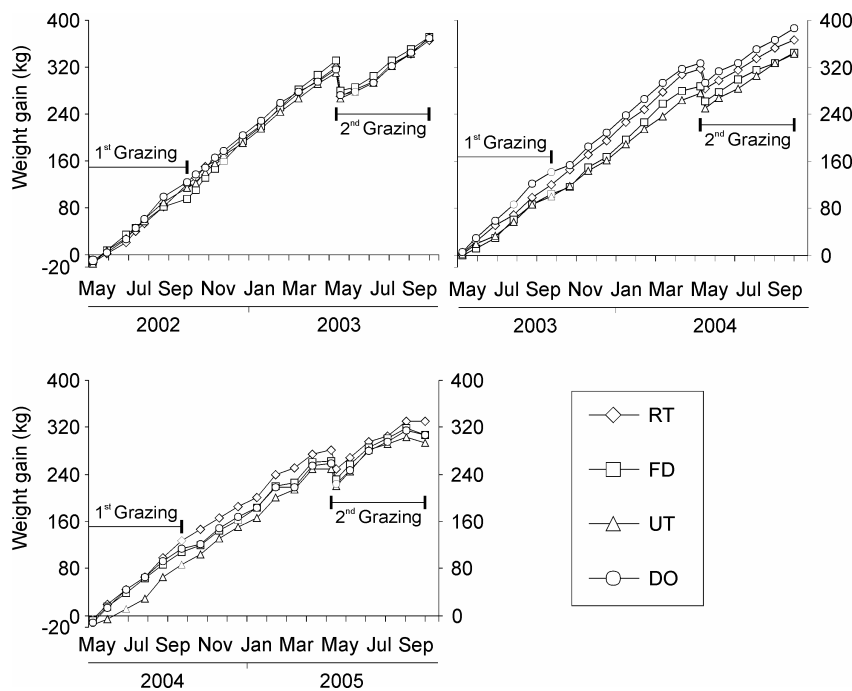 Weight gain (kg)
400
320
240
160
80
0
-20
1st Grazing
2nd Grazing
May Jul Sep Nov Jan Mar May Jul Sep
2002 2003
400
320
240
160
80
0
1st Grazing
2nd Grazing
May Jul Sep Nov Jan Mar May Jul Sep
2003 2004
Weight gain (kg)
400
320
240
160
80
0
-20
1st Grazing
2nd Grazing
400
320
240
160
80
0
May Jul Sep Nov Jan Mar May Jul Sep
2004 2005
RT
FD
UT
DO